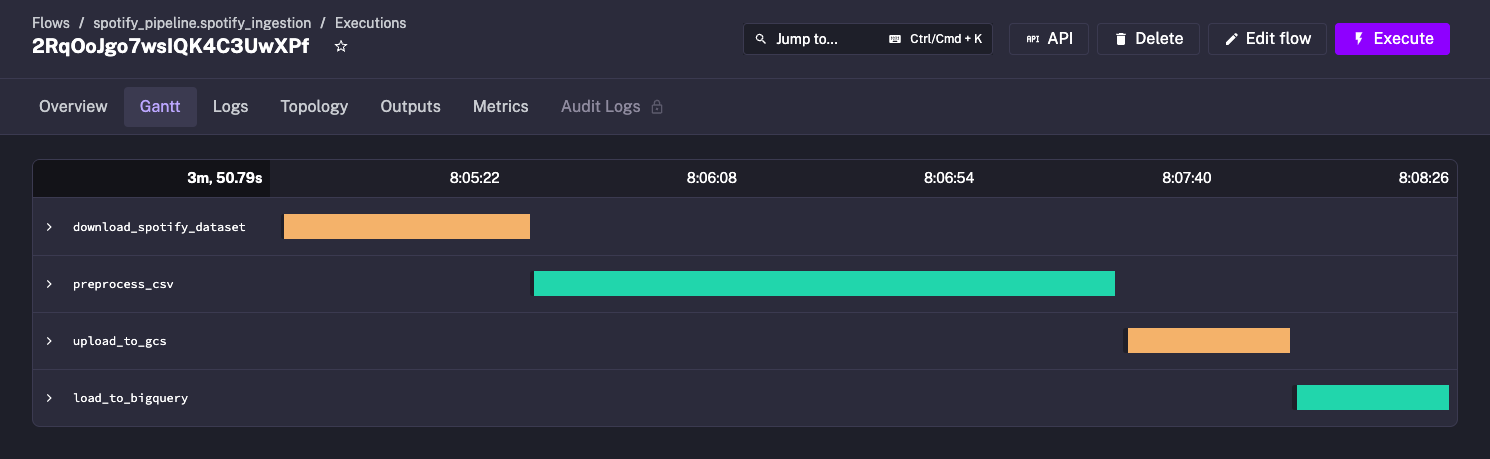 Flows / spotify_pipeline.spotify_ingestion / Executions
2RqOoJgo7wsIQK4C3UwXPf
Jump to... Ctrl/Cmd + K
API API Delete Edit flow Execute
Overview Gantt Logs Topology Outputs Metrics Audit Logs
3m, 50.79s 8:05:22 8:06:08 8:06:54 8:07:40 8:08:26
download_spotify_dataset
preprocess_csv
upload_to_gcs
load_to_bigquery